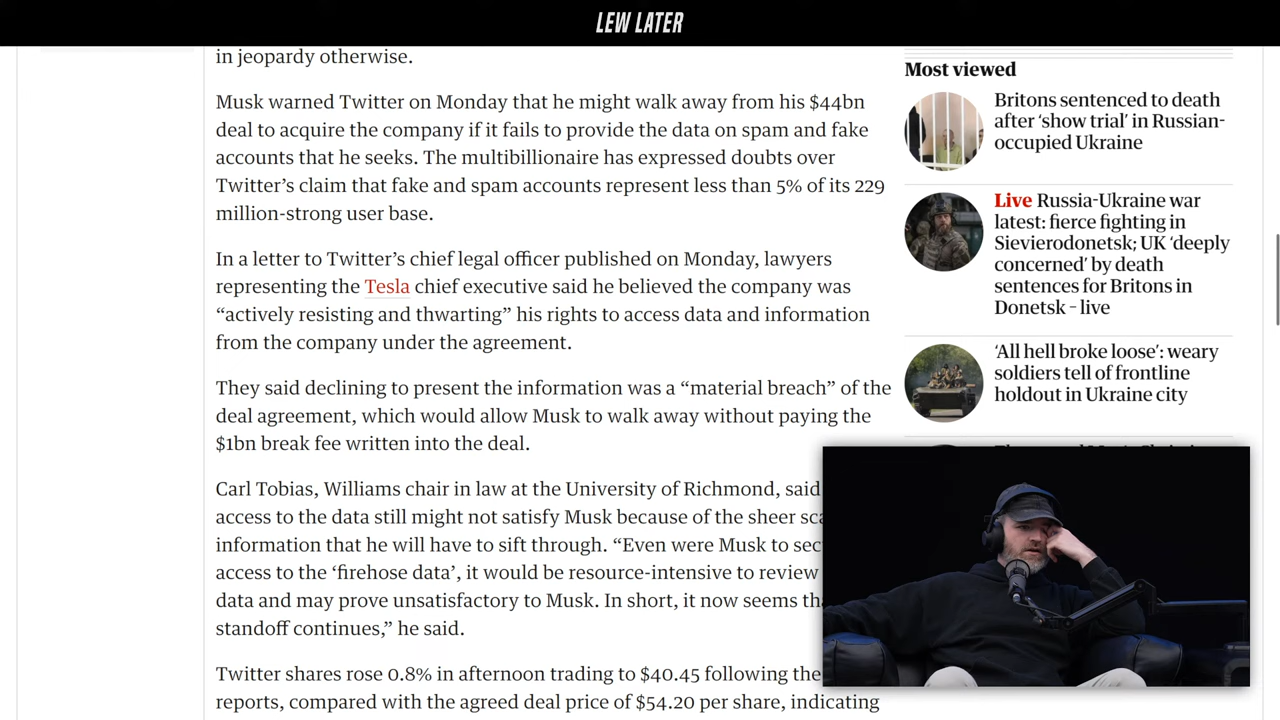 LEW LATER
in jeopardy otherwise.
Musk warned Twitter on Monday that he might walk away from his $44bn
deal to acquire the company if it fails to provide the data on spam and fake
accounts that he seeks. The multibillionaire has expressed doubts over
Twitter’s claim that fake and spam accounts represent less than 5% of its 229
million-strong user base.
In a letter to Twitter’s chief legal officer published on Monday, lawyers
representing the Tesla chief executive said he believed the company was
“actively resisting and thwarting” his rights to access data and information
from the company under the agreement.
They said declining to present the information was a “material breach” of the
deal agreement, which would allow Musk to walk away without paying the
$1bn break fee written into the deal.
Carl Tobias, Williams chair in law at the University of Richmond, said
access to the data still might not satisfy Musk because of the sheer
information that he will have to sift through. “Even were Musk to
access to the ‘firehose data’, it would be resource-intensive to review
data and may prove unsatisfactory to Musk. In short, it now seems
standoff continues,” he said.
Twitter shares rose 0.8% in afternoon trading to $40.45 following the
reports, compared with the agreed deal price of $54.20 per share, indicating
Most viewed
Britons sentenced to death
after ‘show trial’ in Russian-
occupied Ukraine
Live Russia-Ukraine war
latest: fierce fighting in
Sievierodonetsk; UK ‘deeply
concerned’ by death
sentences for Britons in
Donetsk – live
‘All hell broke loose’: weary
soldiers tell of frontline
holdout in Ukraine city